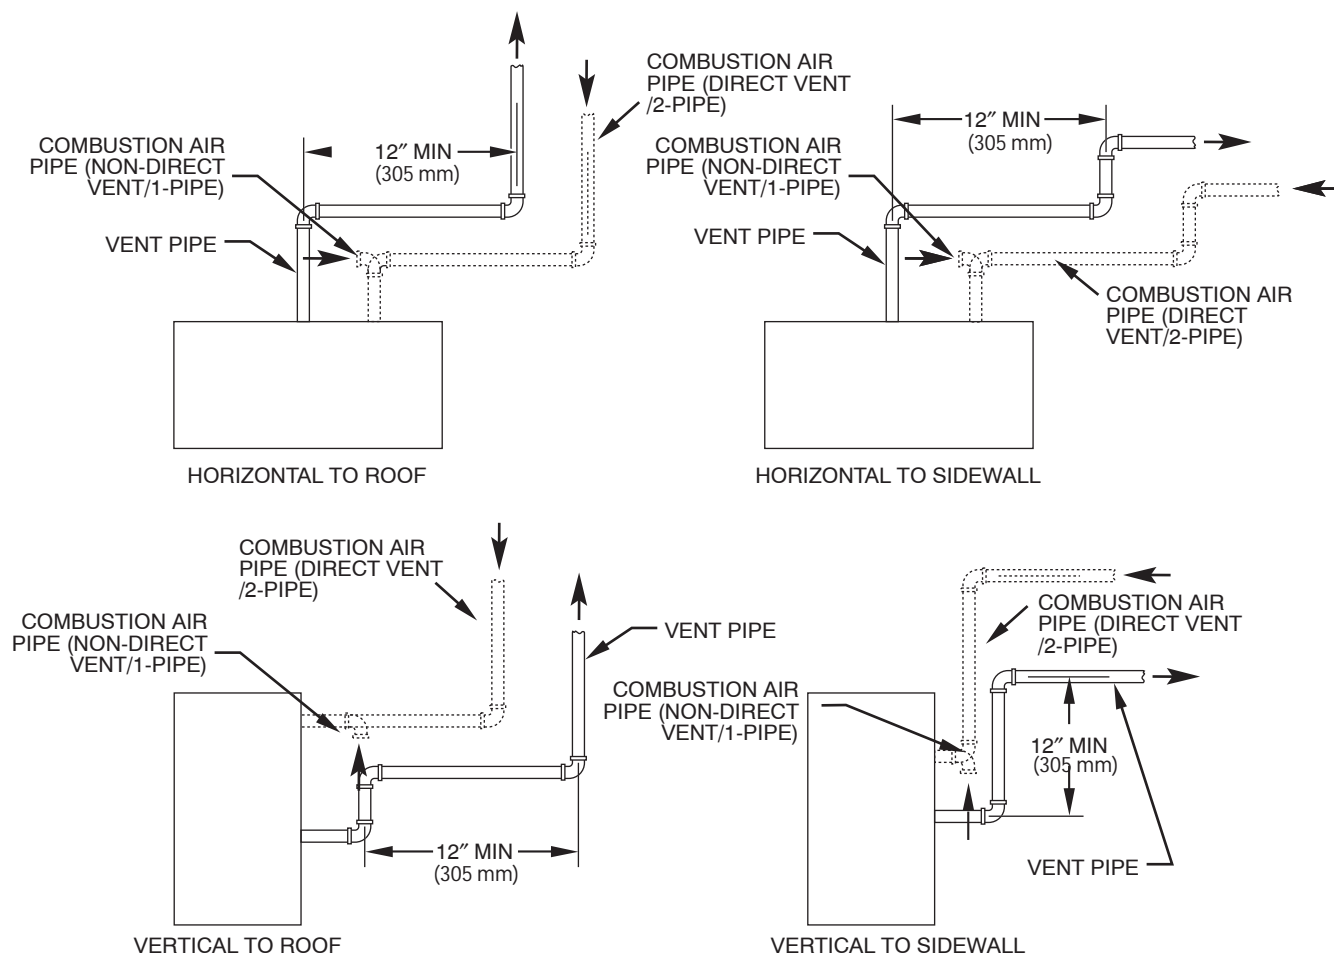 COMBUSTION AIR
PIPE (NON-DIRECT
VENT/1-PIPE)
VENT PIPE
12″ MIN
(305 mm)
COMBUSTION AIR
PIPE (DIRECT VENT
/2-PIPE)
HORIZONTAL TO ROOF
COMBUSTION AIR
PIPE (NON-DIRECT
VENT/1-PIPE)
VENT PIPE
12″ MIN
(305 mm)
COMBUSTION AIR
PIPE (DIRECT
VENT/2-PIPE)
HORIZONTAL TO SIDEWALL
COMBUSTION AIR
PIPE (DIRECT VENT
/2-PIPE)
COMBUSTION AIR
PIPE (NON-DIRECT
VENT/1-PIPE)
VENT PIPE
12″ MIN
(305 mm)
VERTICAL TO ROOF
COMBUSTION AIR
PIPE (DIRECT VENT
/2-PIPE)
COMBUSTION AIR
PIPE (NON-DIRECT
VENT/1-PIPE)
12″ MIN
(305 mm)
VENT PIPE
VERTICAL TO SIDEWALL